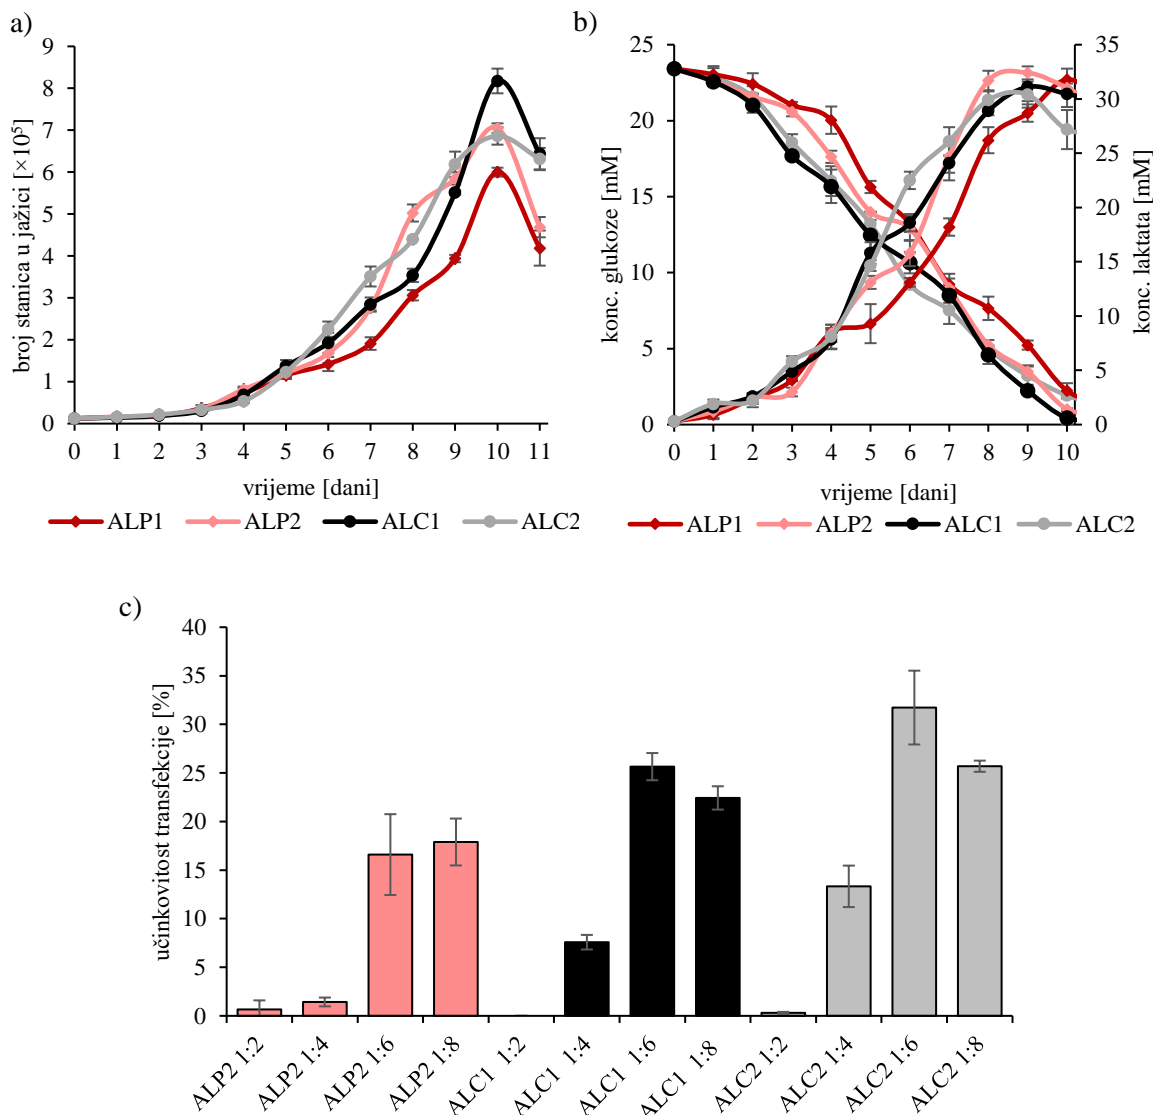 a)
9
8
7
6
5
4
3
2
1
0
broj stanica u jažici [×10⁵]
0 1 2 3 4 5 6 7 8 9 10 11
vrijeme [dani]
ALP1 ALP2 ALC1 ALC2
b)
25
20
15
10
5
0
konc. glukoze [mM]
35
30
25
20
15
10
5
0
konc. laktata [mM]
0 1 2 3 4 5 6 7 8 9 10
vrijeme [dani]
ALP1 ALP2 ALC1 ALC2
c)
40
35
30
25
20
15
10
5
0
učinkovitost transfekcije [%]
ALP2 1:2
ALP2 1:4
ALP2 1:6
ALP2 1:8
ALC1 1:2
ALC1 1:4
ALC1 1:6
ALC1 1:8
ALC2 1:2
ALC2 1:4
ALC2 1:6
ALC2 1:8